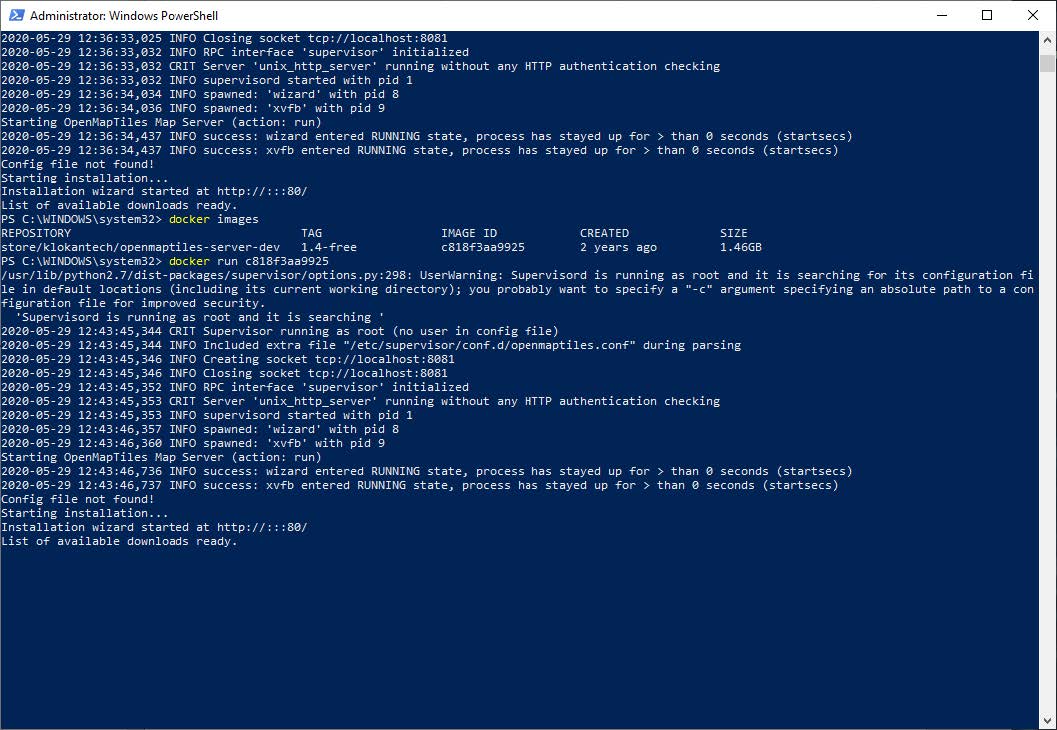 Administrator: Windows PowerShell
2020-05-29 12:36:33,025 INFO Closing socket tcp://localhost:8081
2020-05-29 12:36:33,032 INFO RPC interface 'supervisor' initialized
2020-05-29 12:36:33,032 CRIT Server 'unix_http_server' running without any HTTP authentication checking
2020-05-29 12:36:33,032 INFO supervisord started with pid 1
2020-05-29 12:36:34,034 INFO spawned: 'wizard' with pid 8
2020-05-29 12:36:34,036 INFO spawned: 'xvfb' with pid 9
Starting OpenMapTiles Map Server (action: run)
2020-05-29 12:36:34,437 INFO success: wizard entered RUNNING state, process has stayed up for > than 0 seconds (startsecs)
2020-05-29 12:36:34,437 INFO success: xvfb entered RUNNING state, process has stayed up for > than 0 seconds (startsecs)
Config file not found!
Starting installation...
Installation wizard started at http://:::80/
List of available downloads ready.
PS C:\WINDOWS\system32> docker images
REPOSITORY TAG IMAGE ID CREATED SIZE
store/klokantech/openmaptiles-server-dev 1.4-free c818f3aa9925 2 years ago 1.46GB
PS C:\WINDOWS\system32> docker run c818f3aa9925
/usr/lib/python2.7/dist-packages/supervisor/options.py:298: UserWarning: Supervisord is running as root and it is searching for its configuration fi
le in default locations (including its current working directory); you probably want to specify a "-c" argument specifying an absolute path to a con
figuration file for improved security.
'Supervisord is running as root and it is searching '
2020-05-29 12:43:45,344 CRIT Supervisor running as root (no user in config file)
2020-05-29 12:43:45,344 INFO Included extra file "/etc/supervisor/conf.d/openmaptiles.conf" during parsing
2020-05-29 12:43:45,346 INFO Creating socket tcp://localhost:8081
2020-05-29 12:43:45,346 INFO Closing socket tcp://localhost:8081
2020-05-29 12:43:45,352 INFO RPC interface 'supervisor' initialized
2020-05-29 12:43:45,353 CRIT Server 'unix_http_server' running without any HTTP authentication checking
2020-05-29 12:43:45,353 INFO supervisord started with pid 1
2020-05-29 12:43:46,357 INFO spawned: 'wizard' with pid 8
2020-05-29 12:43:46,360 INFO spawned: 'xvfb' with pid 9
Starting OpenMapTiles Map Server (action: run)
2020-05-29 12:43:46,736 INFO success: wizard entered RUNNING state, process has stayed up for > than 0 seconds (startsecs)
2020-05-29 12:43:46,737 INFO success: xvfb entered RUNNING state, process has stayed up for > than 0 seconds (startsecs)
Config file not found!
Starting installation...
Installation wizard started at http://:::80/
List of available downloads ready.